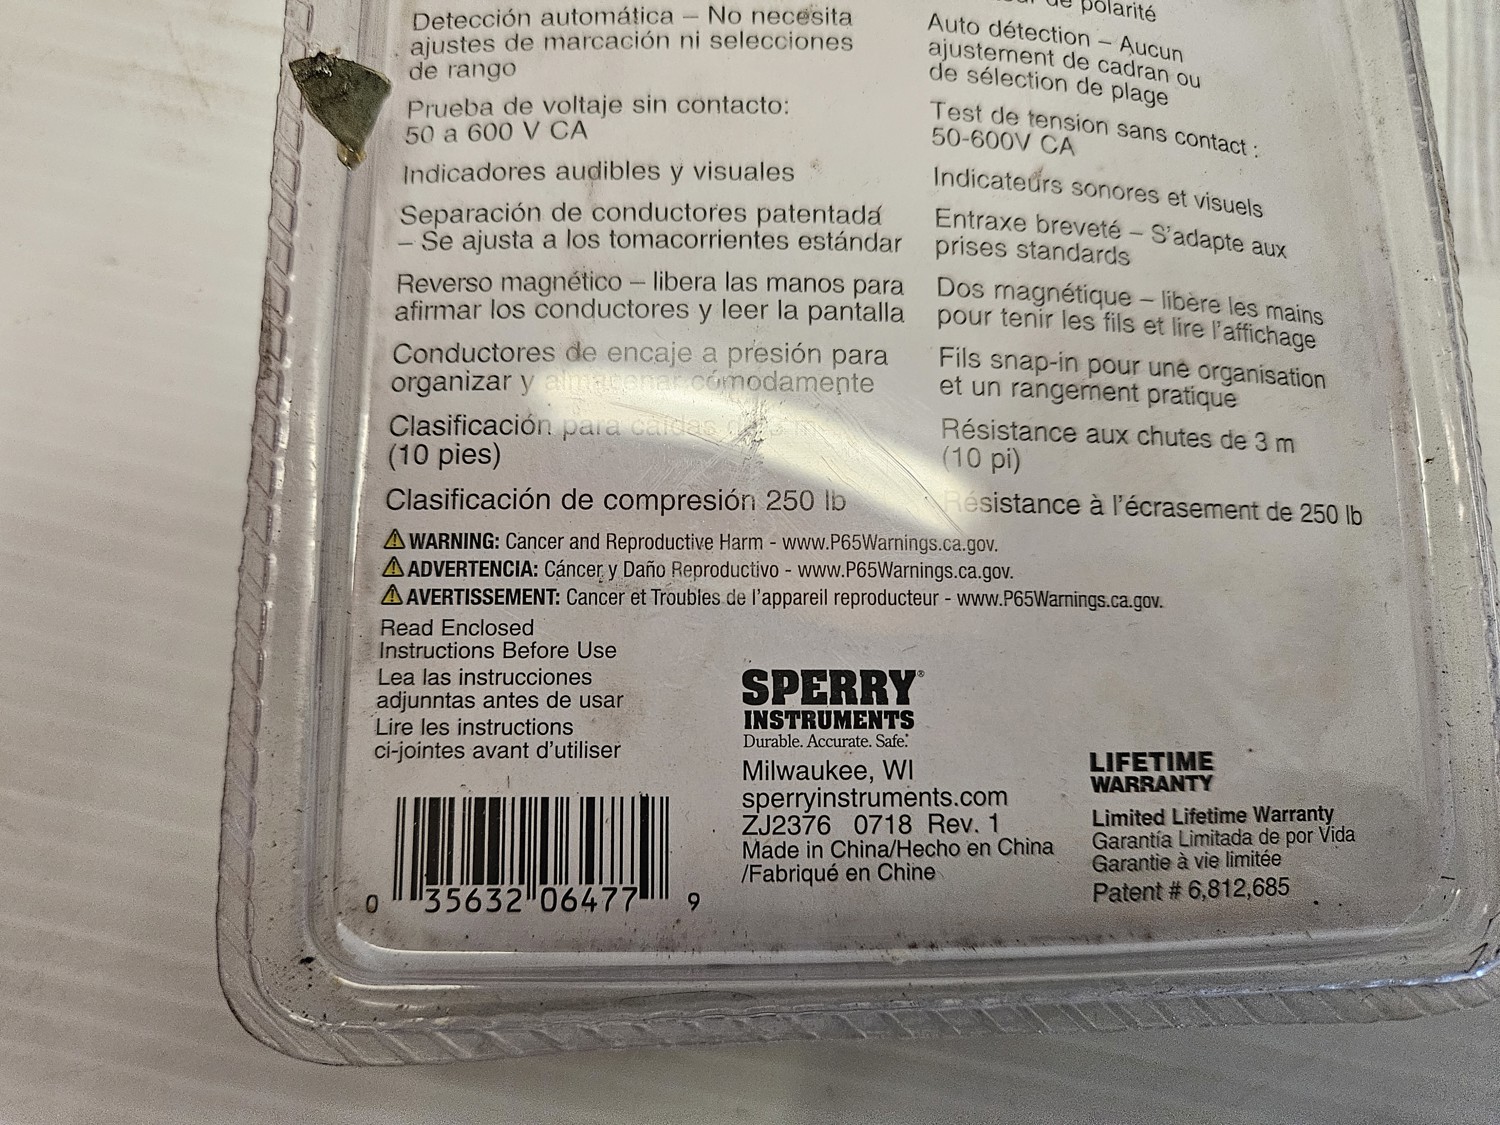 Detección automática – No necesita
ajustes de marcación ni selecciones
de rango
Prueba de voltaje sin contacto:
50 a 600 V CA
Indicadores audibles y visuales
Separación de conductores patentada
– Se ajusta a los tomacorrientes estándar
Reverso magnético – libera las manos para
afirmar los conductores y leer la pantalla
Conductores de encaje a presión para
organizar y almacenar cómodamente
Clasificación para caídas de 3 m
(10 pies)
Clasificación de compresión 250 lb
de polarité
Auto détection – Aucun
ajustement de cadran ou
de sélection de plage
Test de tension sans contact :
50-600V CA
Indicateurs sonores et visuels
Entraxe breveté – S'adapte aux
prises standards
Dos magnétique – libère les mains
pour tenir les fils et lire l'affichage
Fils snap-in pour une organisation
et un rangement pratique
Résistance aux chutes de 3 m
(10 pi)
Résistance à l'écrasement de 250 lb
⚠ WARNING: Cancer and Reproductive Harm - www.P65Warnings.ca.gov.
⚠ ADVERTENCIA: Cáncer y Daño Reproductivo - www.P65Warnings.ca.gov.
⚠ AVERTISSEMENT: Cancer et Troubles de l'appareil reproducteur - www.P65Warnings.ca.gov.
Read Enclosed
Instructions Before Use
Lea las instrucciones
adjunntas antes de usar
Lire les instructions
ci-jointes avant d'utiliser
0 35632 06477 9
SPERRY®
INSTRUMENTS
Durable. Accurate. Safe.
Milwaukee, WI
sperryinstruments.com
ZJ2376 0718 Rev. 1
Made in China/Hecho en China
/Fabriqué en Chine
LIFETIME
WARRANTY
Limited Lifetime Warranty
Garantía Limitada de por Vida
Garantie à vie limitée
Patent # 6,812,685